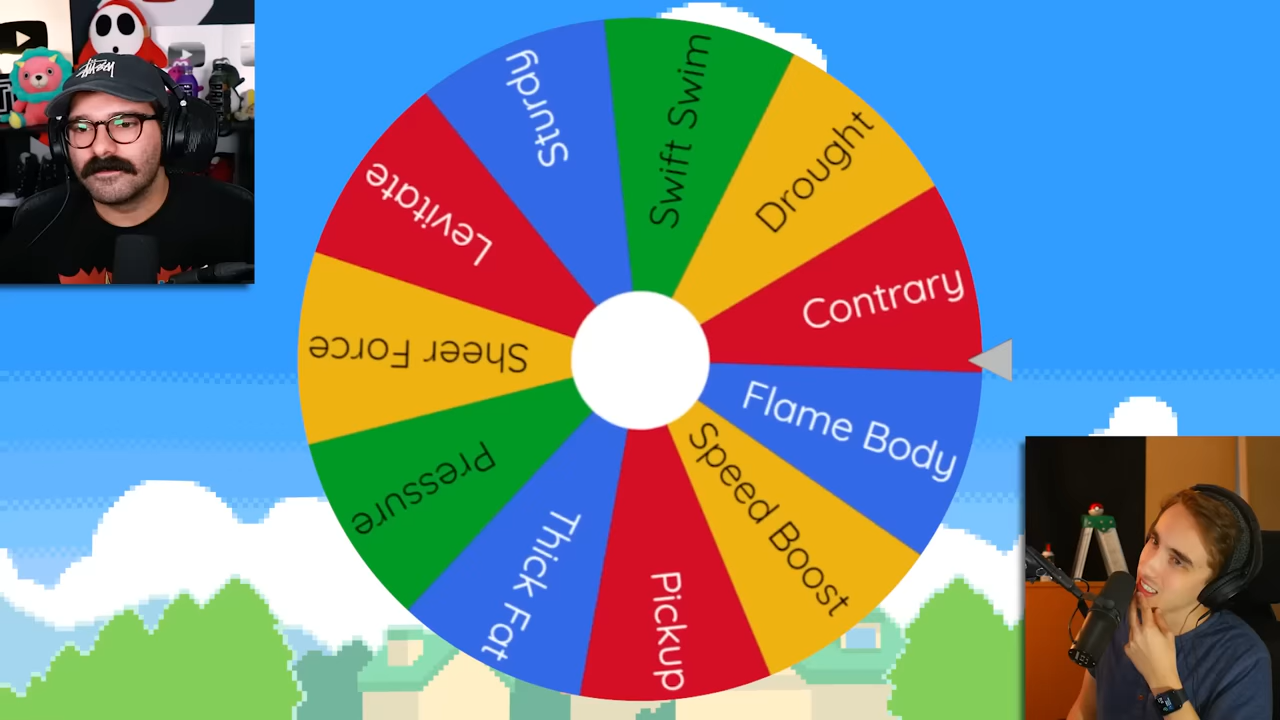 Sturdy
Swift Swim
Drought
Levitate
Contrary
Sheer Force
Flame Body
Pressure
Speed Boost
Thick Fat
Pickup